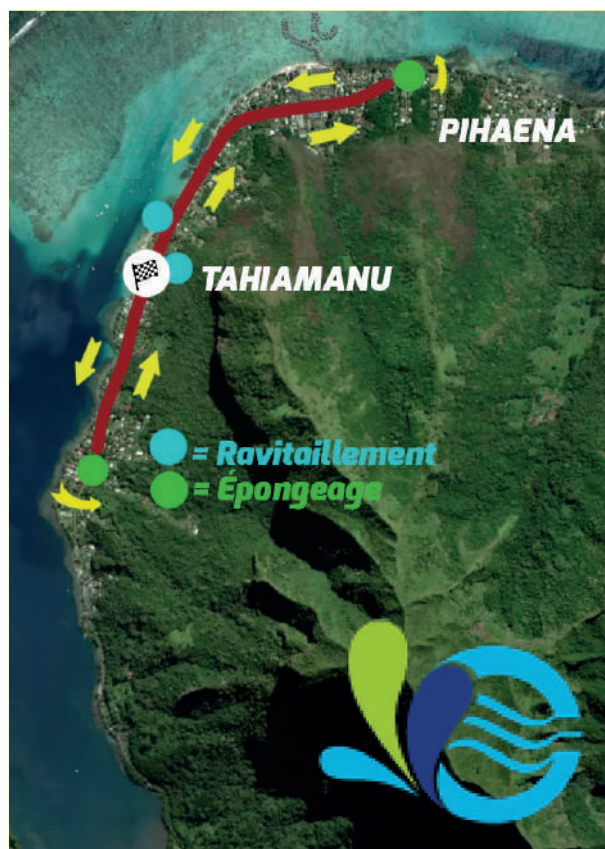 PIHAENA
TAHIAMANU
= Ravitaillement
= Épongeage